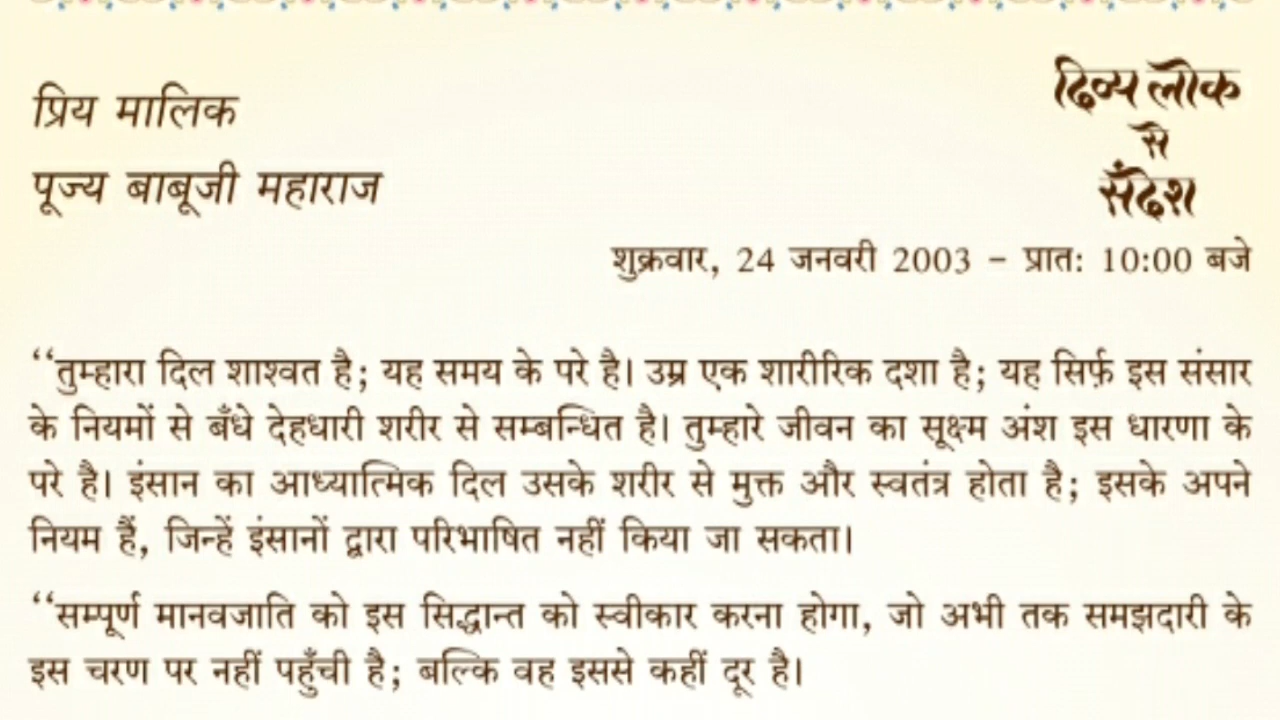 प्रिय मालिक
पूज्य बाबूजी महाराज
दिव्य लोक
से
सँदेश
शुक्रवार, 24 जनवरी 2003 - प्रात: 10:00 बजे
“तुम्हारा दिल शाश्वत है; यह समय के परे है। उम्र एक शारीरिक दशा है; यह सिर्फ़ इस संसार
के नियमों से बँधे देहधारी शरीर से सम्बन्धित है। तुम्हारे जीवन का सूक्ष्म अंश इस धारणा के
परे है। इंसान का आध्यात्मिक दिल उसके शरीर से मुक्त और स्वतंत्र होता है; इसके अपने
नियम हैं, जिन्हें इंसानों द्वारा परिभाषित नहीं किया जा सकता।
“सम्पूर्ण मानवजाति को इस सिद्धान्त को स्वीकार करना होगा, जो अभी तक समझदारी के
इस चरण पर नहीं पहुँची है; बल्कि वह इससे कहीं दूर है।